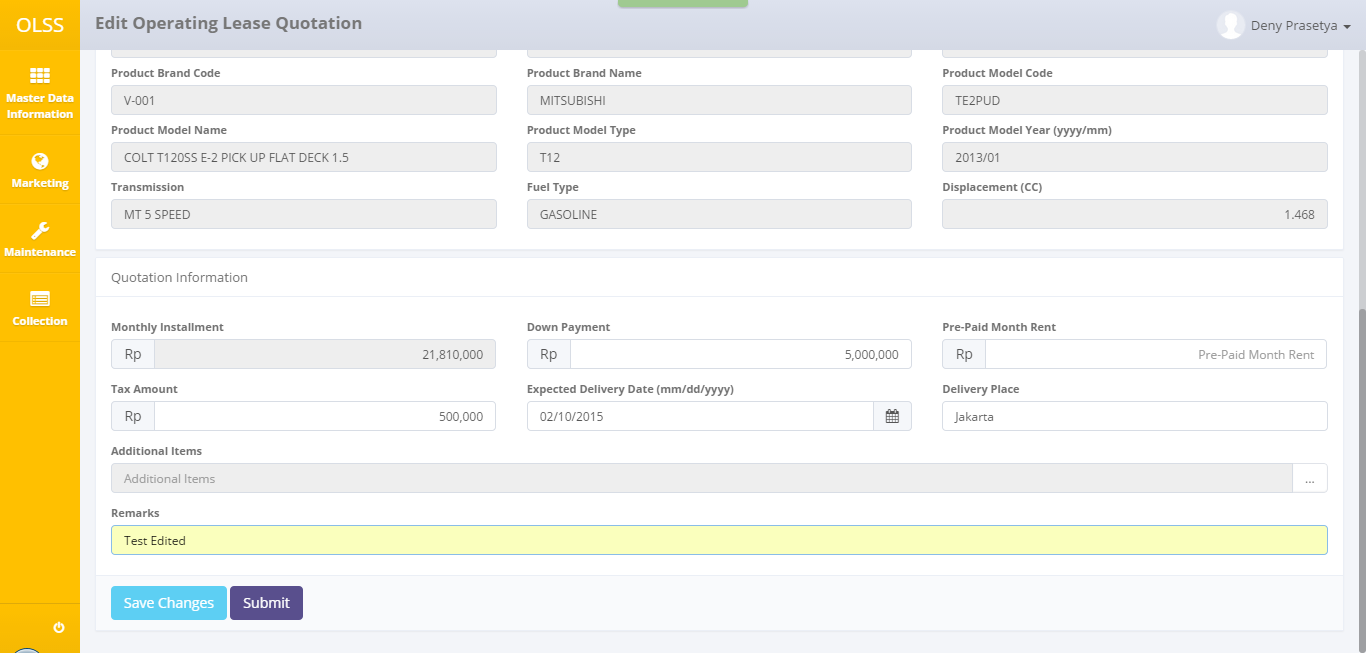 OLSS
Edit Operating Lease Quotation
Deny Prasetya
Master Data
Information
Marketing
Maintenance
Collection
Product Brand Code
Product Brand Name
Product Model Code
V-001
MITSUBISHI
TE2PUD
Product Model Name
Product Model Type
Product Model Year (yyyy/mm)
COLT T120SS E-2 PICK UP FLAT DECK 1.5
T12
2013/01
Transmission
Fuel Type
Displacement (CC)
MT 5 SPEED
GASOLINE
1.468
Quotation Information
Monthly Installment
Down Payment
Pre-Paid Month Rent
Rp 21,810,000
Rp 5,000,000
Rp Pre-Paid Month Rent
Tax Amount
Expected Delivery Date (mm/dd/yyyy)
Delivery Place
Rp 500,000
02/10/2015
Jakarta
Additional Items
Additional Items
...
Remarks
Test Edited
Save Changes
Submit